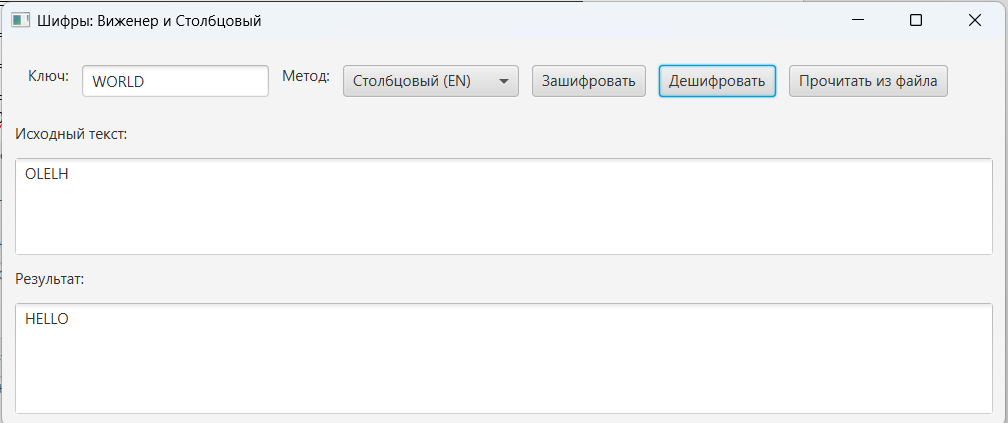 Шифры: Виженер и Столбцовый
Ключ: WORLD Метод: Столбцовый (EN) Зашифровать Дешифровать Прочитать из файла
Исходный текст:
OLELH
Результат:
HELLO